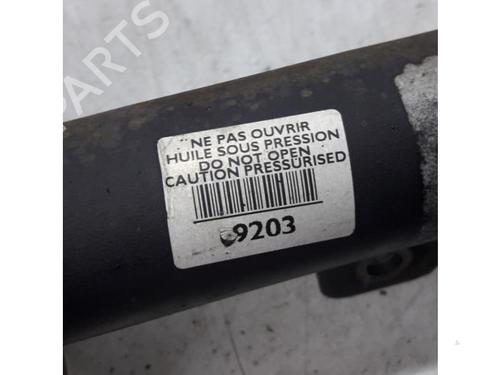 NE PAS OUVRIR
HUILE SOUS PRESSION
DO NOT OPEN
CAUTION PRESSURISED
9203
PARTS